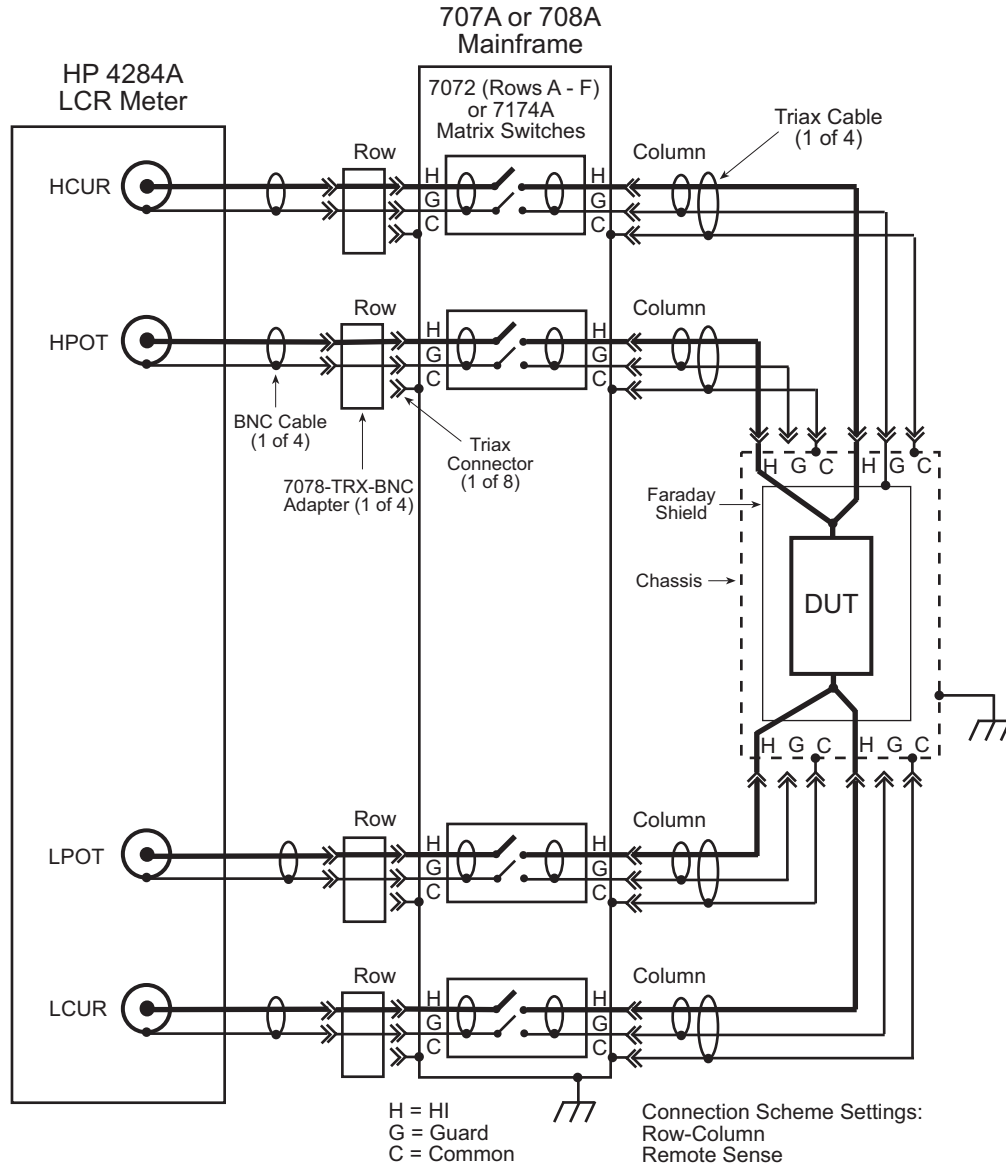 707A or 708A
Mainframe
HP 4284A
LCR Meter
7072 (Rows A - F)
or 7174A
Matrix Switches
Triax Cable
(1 of 4)
Row
Column
HCUR
H
G
C
H
G
C
Row
Column
HPOT
H
G
C
H
G
C
BNC Cable
(1 of 4)
7078-TRX-BNC
Adapter (1 of 4)
Triax
Connector
(1 of 8)
H G C H G C
Faraday
Shield
Chassis
DUT
H G C H G C
Row
Column
LPOT
H
G
C
H
G
C
Row
Column
LCUR
H
G
C
H
G
C
H = HI
G = Guard
C = Common
Connection Scheme Settings:
Row-Column
Remote Sense